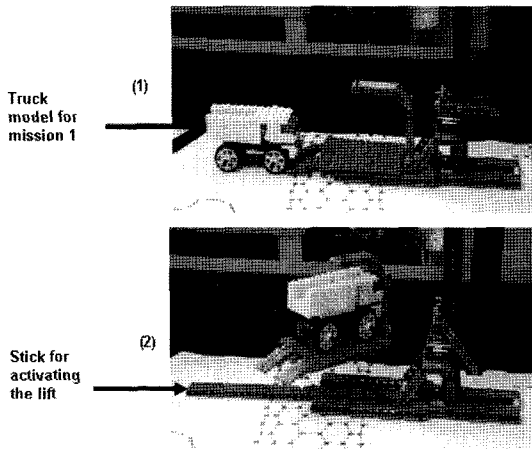 Truck
model for
mission 1
(1)
Stick for
activating
the lift
(2)